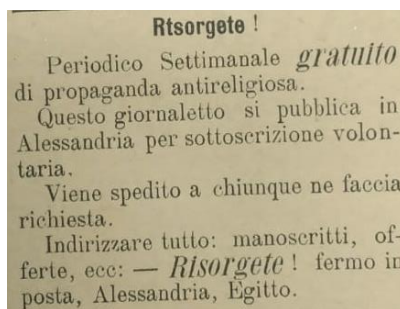 Rtsorgete !
Periodico Settimanale gratuito
di propaganda antireligiosa.
Questo giornaletto si pubblica in
Alessandria per sottoscrizione volon-
taria.
Viene spedito a chiunque ne faccia
richiesta.
Indirizzare tutto: manoscritti, of-
ferte, ecc: — Risorgete ! fermo in
posta, Alessandria, Egitto.